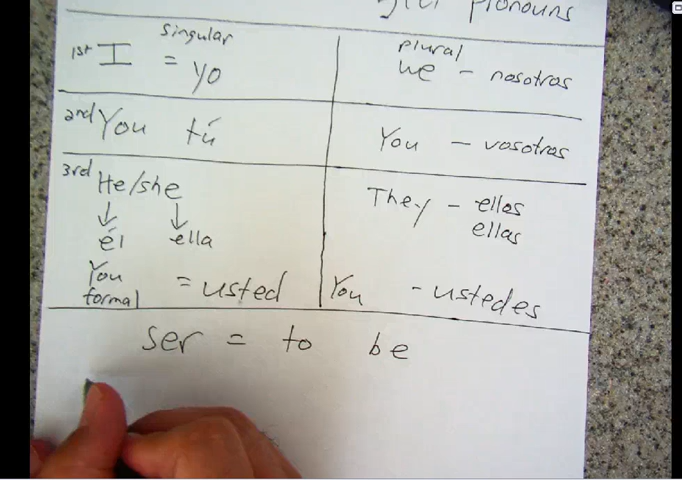 pronouns
singular plural
1st I = yo we - nosotros
2nd You tú You - vosotros
3rd He/she They - ellos
ellas
él ella
You formal = usted You - ustedes
ser = to be